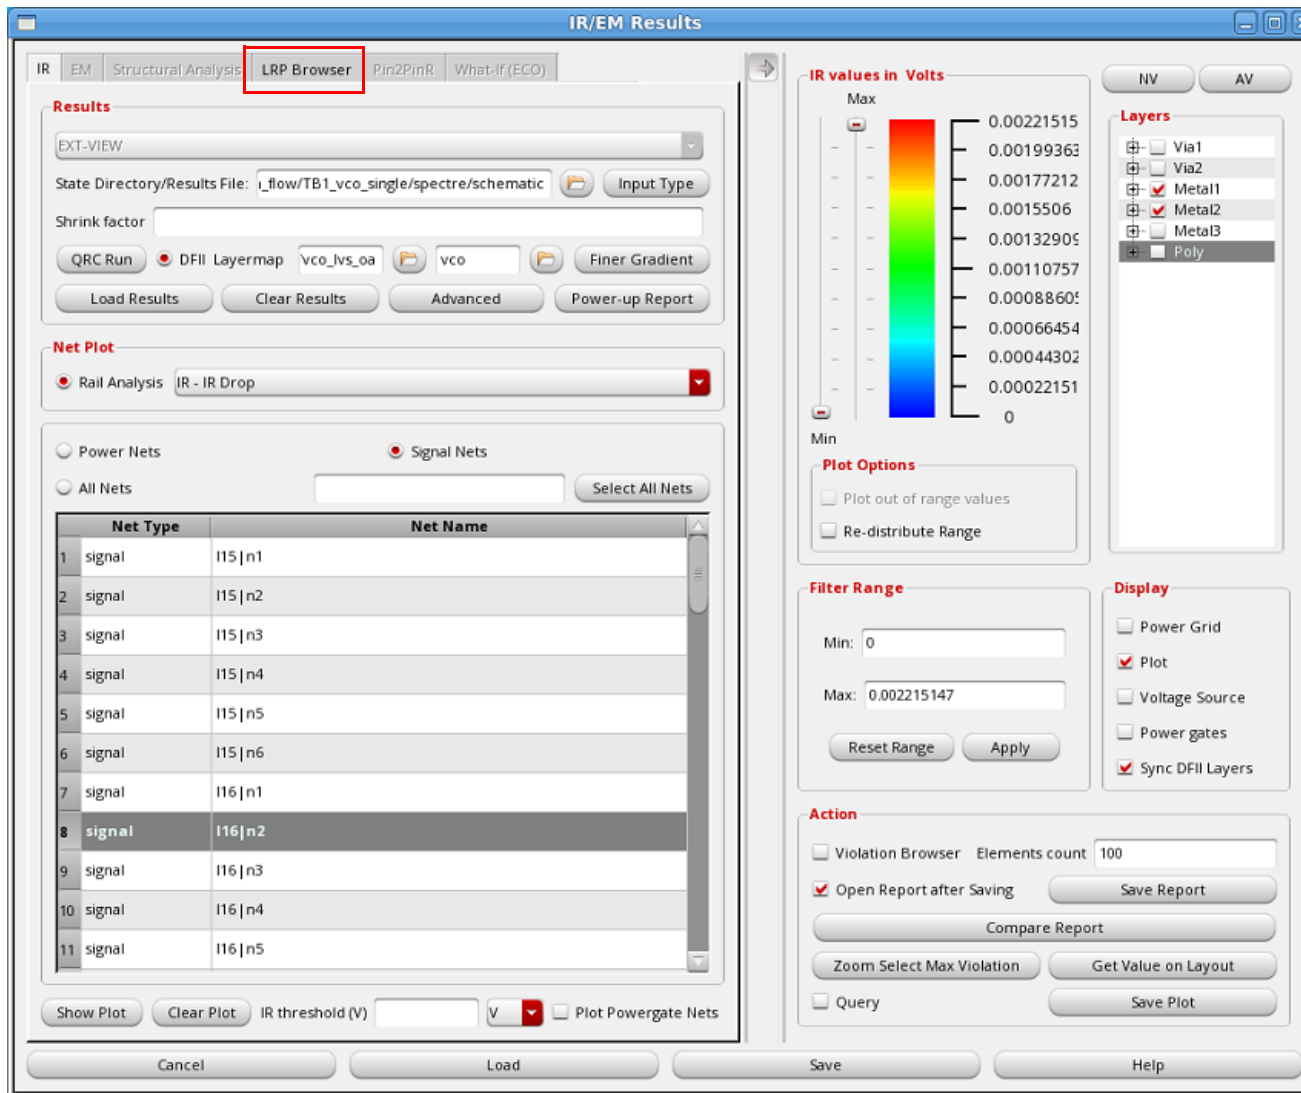 IR/EM Results
IR EM Structural Analysis LRP Browser Pin2PinR What-If (ECO)
Results
EXT-VIEW
State Directory/Results File: _flow/TB1_vco_single/spectre/schematic Input Type
Shrink factor
QRC Run DFII Layermap vco_lvs_oa vco Finer Gradient
Load Results Clear Results Advanced Power-up Report
Net Plot
Rail Analysis IR - IR Drop
Power Nets Signal Nets
All Nets Select All Nets
Net Type Net Name
1 signal I15|n1
2 signal I15|n2
3 signal I15|n3
4 signal I15|n4
5 signal I15|n5
6 signal I15|n6
7 signal I16|n1
8 signal I16|n2
9 signal I16|n3
10 signal I16|n4
11 signal I16|n5
Show Plot Clear Plot IR threshold (V) V Plot Powergate Nets
IR values in Volts
Max
0.00221515
0.00199363
0.00177212
0.0015506
0.00132909
0.00110757
0.00088605
0.00066454
0.00044302
0.00022151
0
Min
Plot Options
Plot out of range values
Re-distribute Range
NV AV
Layers
Via1
Via2
Metal1
Metal2
Metal3
Poly
Filter Range
Min: 0
Max: 0.002215147
Reset Range Apply
Display
Power Grid
Plot
Voltage Source
Power gates
Sync DFII Layers
Action
Violation Browser Elements count 100
Open Report after Saving Save Report
Compare Report
Zoom Select Max Violation Get Value on Layout
Query Save Plot
Cancel Load Save Help